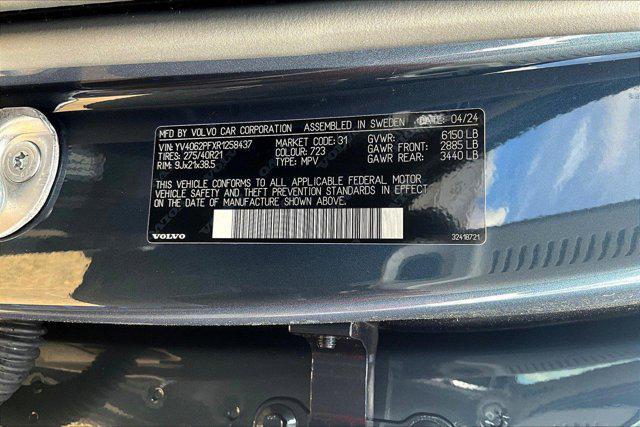 MFD BY VOLVO CAR CORPORATION ASSEMBLED IN SWEDEN DATE: 04/24
VIN: YV4062PFXR1258437 MARKET CODE: 31 GVWR: 6150 LB
TIRES: 275/40R21 COLOUR: 723 GAWR FRONT: 2885 LB
RIM: 9Jx21x38.5 TYPE: MPV GAWR REAR: 3440 LB
THIS VEHICLE CONFORMS TO ALL APPLICABLE FEDERAL MOTOR
VEHICLE SAFETY AND THEFT PREVENTION STANDARDS IN EFFECT
ON THE DATE OF MANUFACTURE SHOWN ABOVE.
VOLVO 32418721